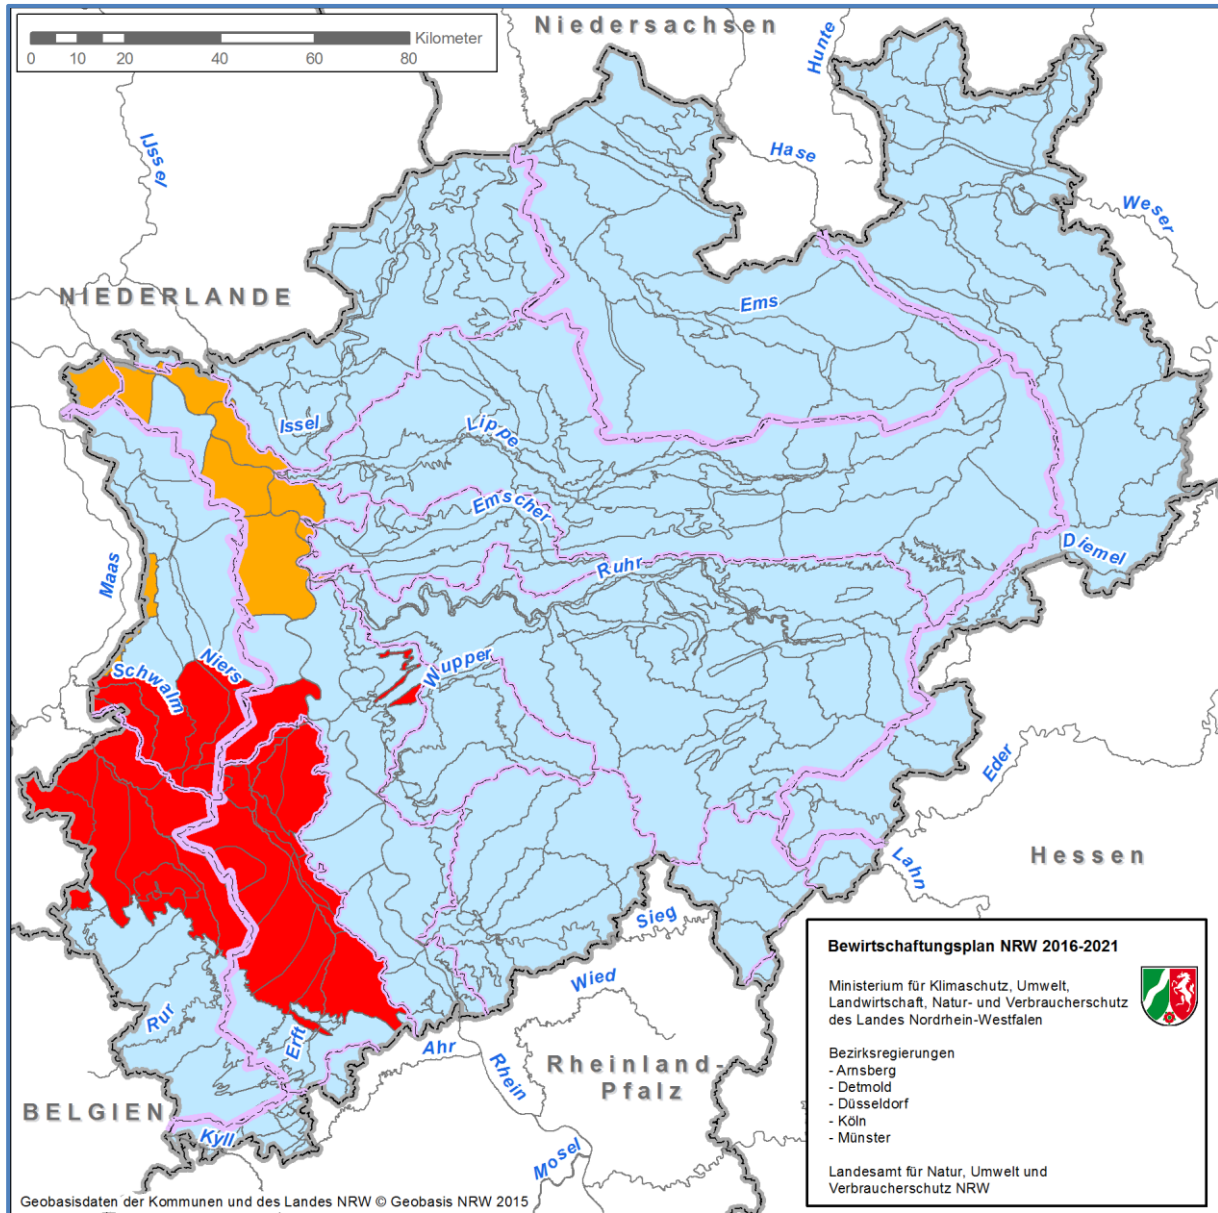 Niedersachsen
Kilometer
0 10 20 40 60 80
Hunte
IJssel
Hase
Weser
NIEDERLANDE
Ems
Issel
Lippe
Emscher
Maas
Ruhr
Diemel
Niers
Wupper
Schwalm
Eder
Lahn
Hessen
Sieg
Wied
Rur
Erft
Ahr
Rhein
Rheinland-
Pfalz
BELGIEN
Kyll
Mosel
Bewirtschaftungsplan NRW 2016-2021
Ministerium für Klimaschutz, Umwelt,
Landwirtschaft, Natur- und Verbraucherschutz
des Landes Nordrhein-Westfalen
Bezirksregierungen
- Arnsberg
- Detmold
- Düsseldorf
- Köln
- Münster
Landesamt für Natur, Umwelt und
Verbraucherschutz NRW
Geobasisdaten der Kommunen und des Landes NRW © Geobasis NRW 2015